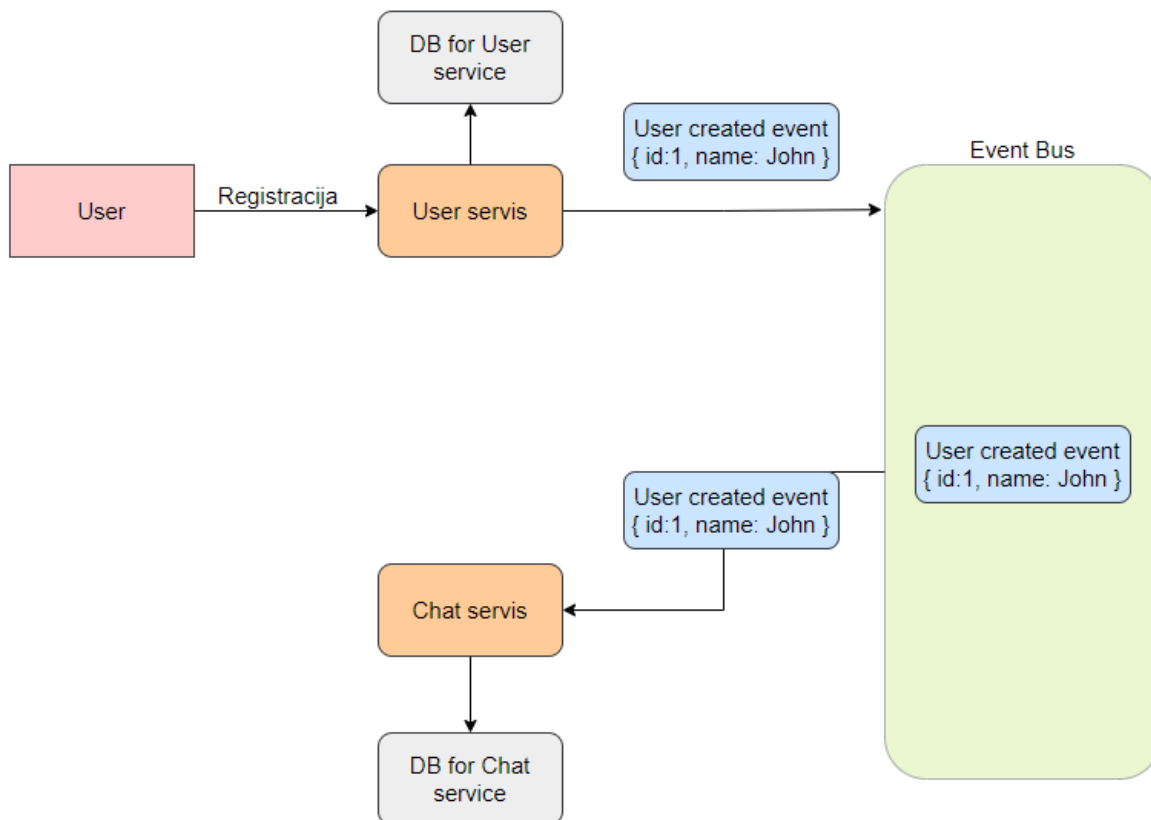 DB for User
service
User created event
{ id:1, name: John }
Event Bus
User
Registracija
User servis
User created event
{ id:1, name: John }
User created event
{ id:1, name: John }
Chat servis
DB for Chat
service